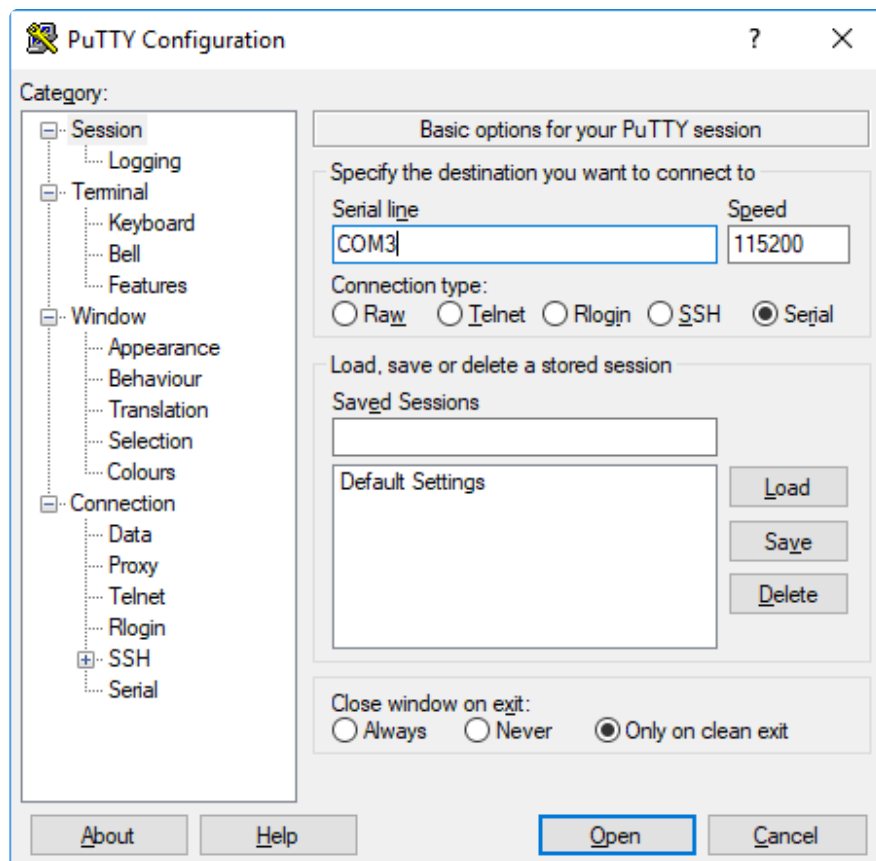 PuTTY Configuration
?
Category:
Session
Logging
Terminal
Keyboard
Bell
Features
Window
Appearance
Behaviour
Translation
Selection
Colours
Connection
Data
Proxy
Telnet
Rlogin
SSH
Serial
Basic options for your PuTTY session
Specify the destination you want to connect to
Serial line Speed
COM3 115200
Connection type:
Raw Telnet Rlogin SSH Serial
Load, save or delete a stored session
Saved Sessions
Default Settings
Load
Save
Delete
Close window on exit:
Always Never Only on clean exit
About Help Open Cancel